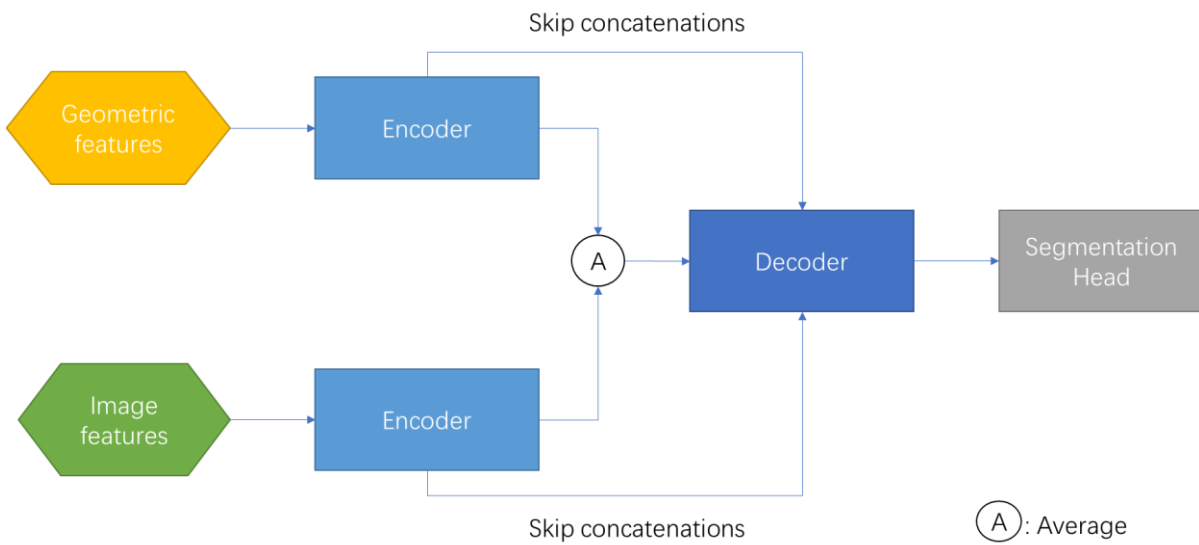 Skip concatenations
Geometric
features
Encoder
A
Decoder
Segmentation
Head
Image
features
Encoder
Skip concatenations
A : Average